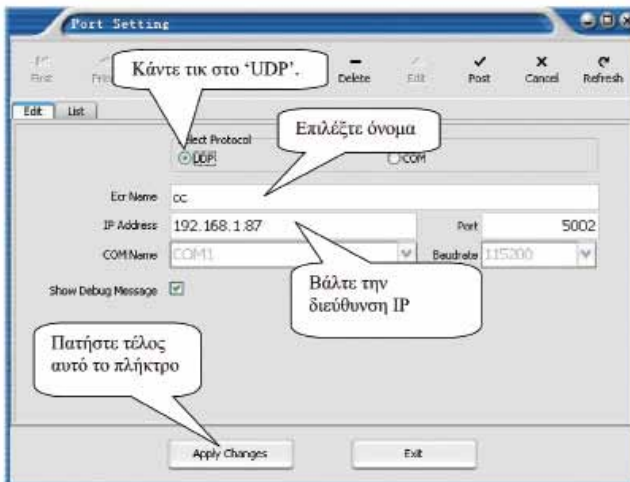 Port Setting
First
Κάντε τικ στο ‘UDP’.
Delete
Edit
Post
Cancel
Refresh
Edit
List
Επιλέξτε όνομα
Select Protocol
UDP
COM
Ecr Name
cc
IP Address
192.168.1.87
Port
5002
COM Name
COM1
Baudrate
115200
Show Debug Message
Βάλτε την
διεύθυνση IP
Πατήστε τέλος
αυτό το πλήκτρο
Apply Changes
Exit